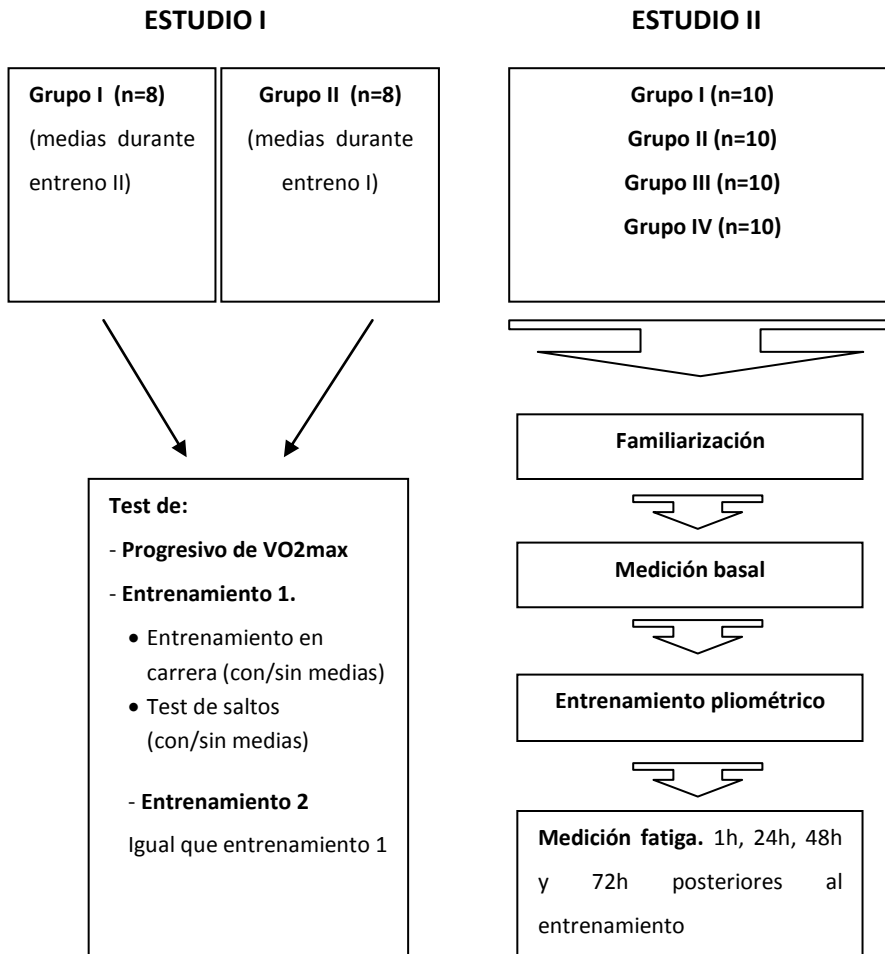 ESTUDIO I
Grupo I (n=8)
(medias durante
entreno II)
Grupo II (n=8)
(medias durante
entreno I)
Test de:
- Progresivo de VO2max
- Entrenamiento 1.
• Entrenamiento en
carrera (con/sin medias)
• Test de saltos
(con/sin medias)
- Entrenamiento 2
Igual que entrenamiento 1
ESTUDIO II
Grupo I (n=10)
Grupo II (n=10)
Grupo III (n=10)
Grupo IV (n=10)
Familiarización
Medición basal
Entrenamiento pliométrico
Medición fatiga. 1h, 24h, 48h
y 72h posteriores al
entrenamiento